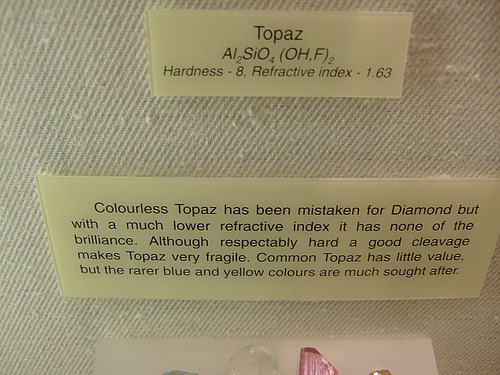 Topaz
Al₂SiO₄ (OH,F)₂
Hardness - 8, Refractive index - 1.63
Colourless Topaz has been mistaken for Diamond but
with a much lower refractive index it has none of the
brilliance. Although respectably hard a good cleavage
makes Topaz very fragile. Common Topaz has little value,
but the rarer blue and yellow colours are much sought after.